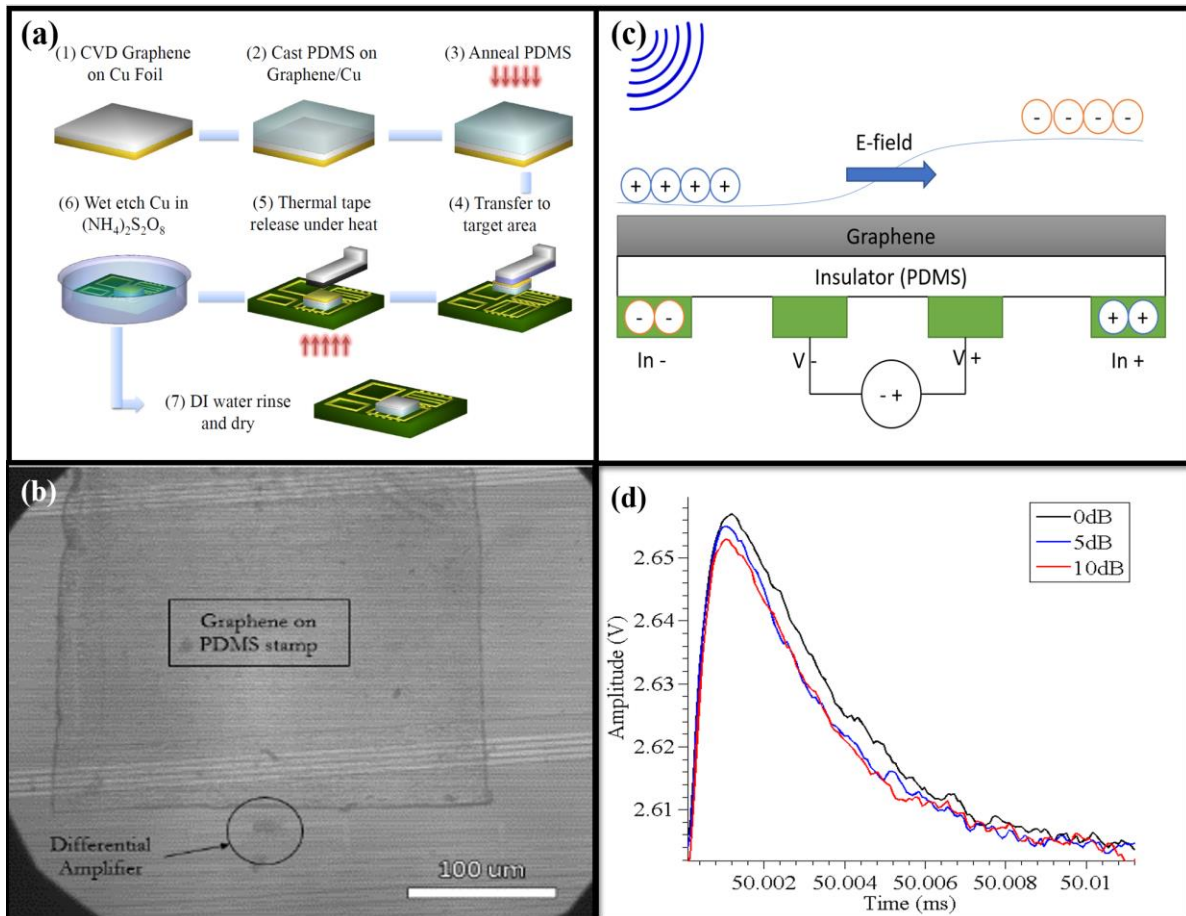 (a)
(1) CVD Graphene
on Cu Foil
(2) Cast PDMS on
Graphene/Cu
(3) Anneal PDMS
(6) Wet etch Cu in
(NH4)2S2O8
(5) Thermal tape
release under heat
(4) Transfer to
target area
(7) DI water rinse
and dry
(c)
- - - -
E-field
+ + + +
Graphene
Insulator (PDMS)
- -
+ +
In -
V -
V +
In +
- +
(b)
Graphene on
PDMS stamp
Differential
Amplifier
100 um
(d)
0dB
5dB
10dB
2.65
2.64
2.63
2.62
2.61
Amplitude (V)
50.002 50.004 50.006 50.008 50.01
Time (ms)